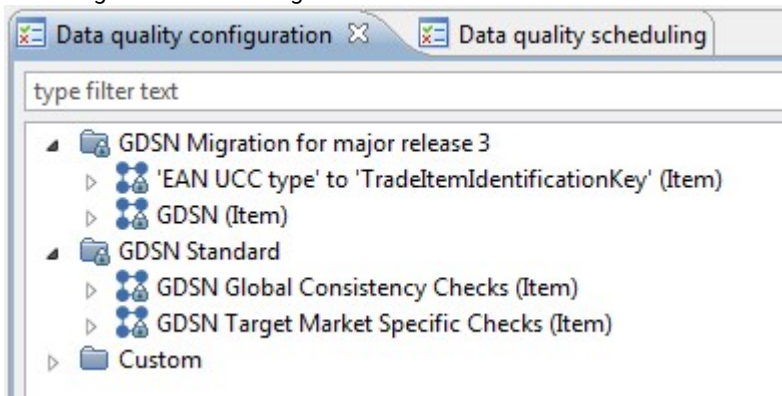 Data quality configuration Data quality scheduling
type filter text
GDSN Migration for major release 3
'EAN UCC type' to 'TradeItemIdentificationKey' (Item)
GDSN (Item)
GDSN Standard
GDSN Global Consistency Checks (Item)
GDSN Target Market Specific Checks (Item)
Custom